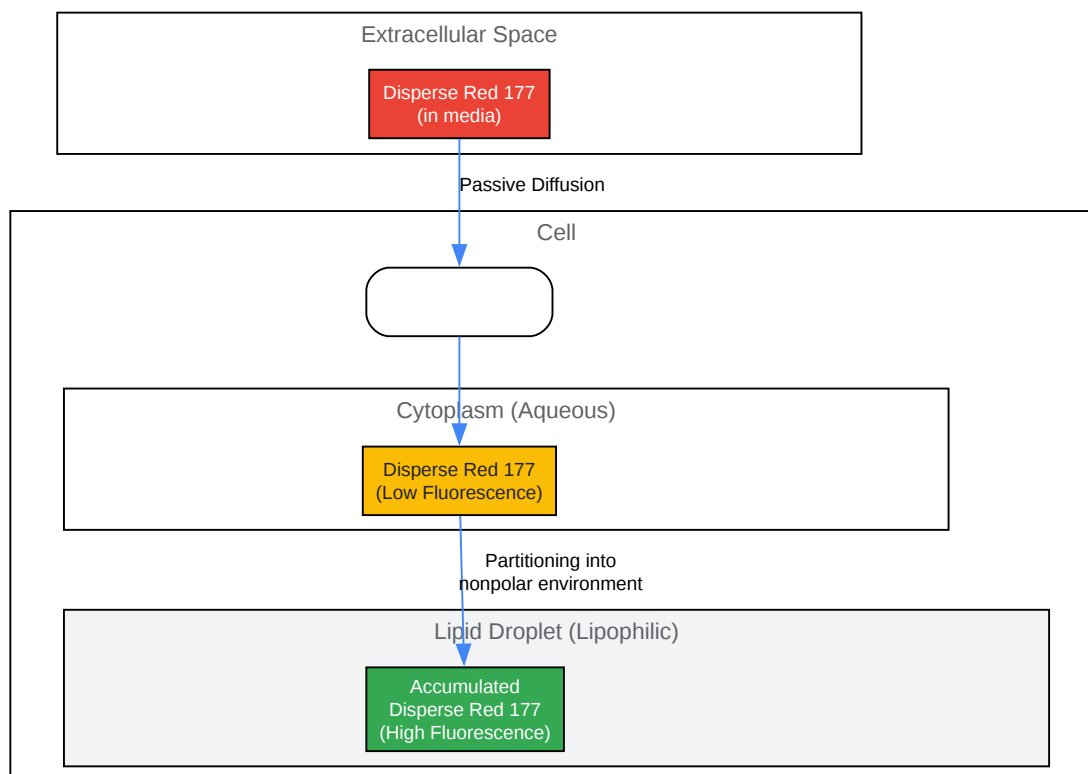 Extracellular Space
Disperse Red 177
(in media)
Passive Diffusion
Cell
Cytoplasm (Aqueous)
Disperse Red 177
(Low Fluorescence)
Partitioning into
nonpolar environment
Lipid Droplet (Lipophilic)
Accumulated
Disperse Red 177
(High Fluorescence)